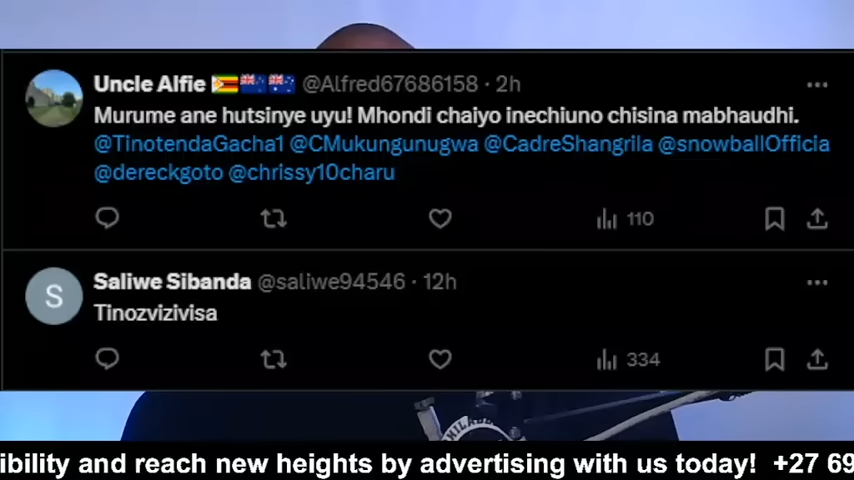 Uncle Alfie @Alfred67686158 · 2h
Murume ane hutsinye uyu! Mhondi chaiyo inechiuno chisina mabhaudhi.
@TinotendaGacha1 @CMukungunugwa @CadreShangrila @snowballOfficia
@dereckgoto @chrissy10charu
110
S
Saliwe Sibanda @saliwe94546 · 12h
Tinozvizivisa
334
ibility and reach new heights by advertising with us today! +27 69